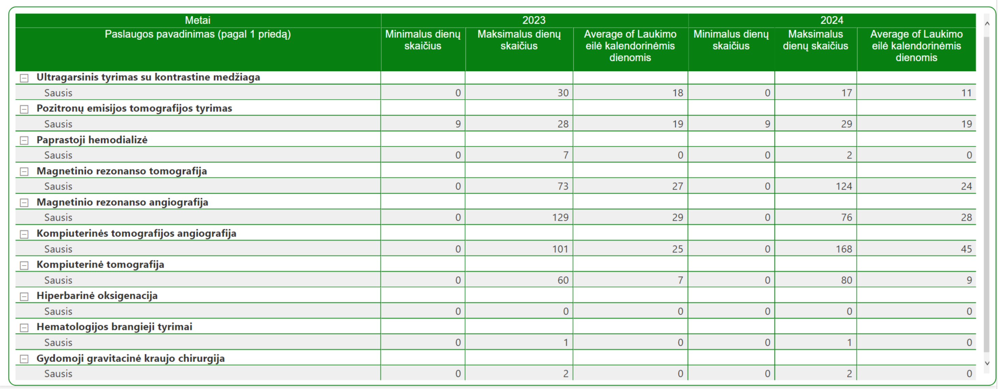 Metai 2023 2024
Paslaugos pavadinimas (pagal 1 priedą) Minimalus dienų skaičius Maksimalus dienų skaičius Average of Laukimo eilė kalendorinėmis dienomis Minimalus dienų skaičius Maksimalus dienų skaičius Average of Laukimo eilė kalendorinėmis dienomis
Ultragarsinis tyrimas su kontrastine medžiaga
Sausis 0 30 18 0 17 11
Pozitronų emisijos tomografijos tyrimas
Sausis 9 28 19 9 29 19
Paprastoji hemodializė
Sausis 0 7 0 0 2 0
Magnetinio rezonanso tomografija
Sausis 0 73 27 0 124 24
Magnetinio rezonanso angiografija
Sausis 0 129 29 0 76 28
Kompiuterinės tomografijos angiografija
Sausis 0 101 25 0 168 45
Kompiuterinė tomografija
Sausis 0 60 7 0 80 9
Hiperbarinė oksigenacija
Sausis 0 0 0 0 0 0
Hematologijos brangieji tyrimai
Sausis 0 1 0 0 1 0
Gydomoji gravitacinė kraujo chirurgija
Sausis 0 2 0 0 2 0